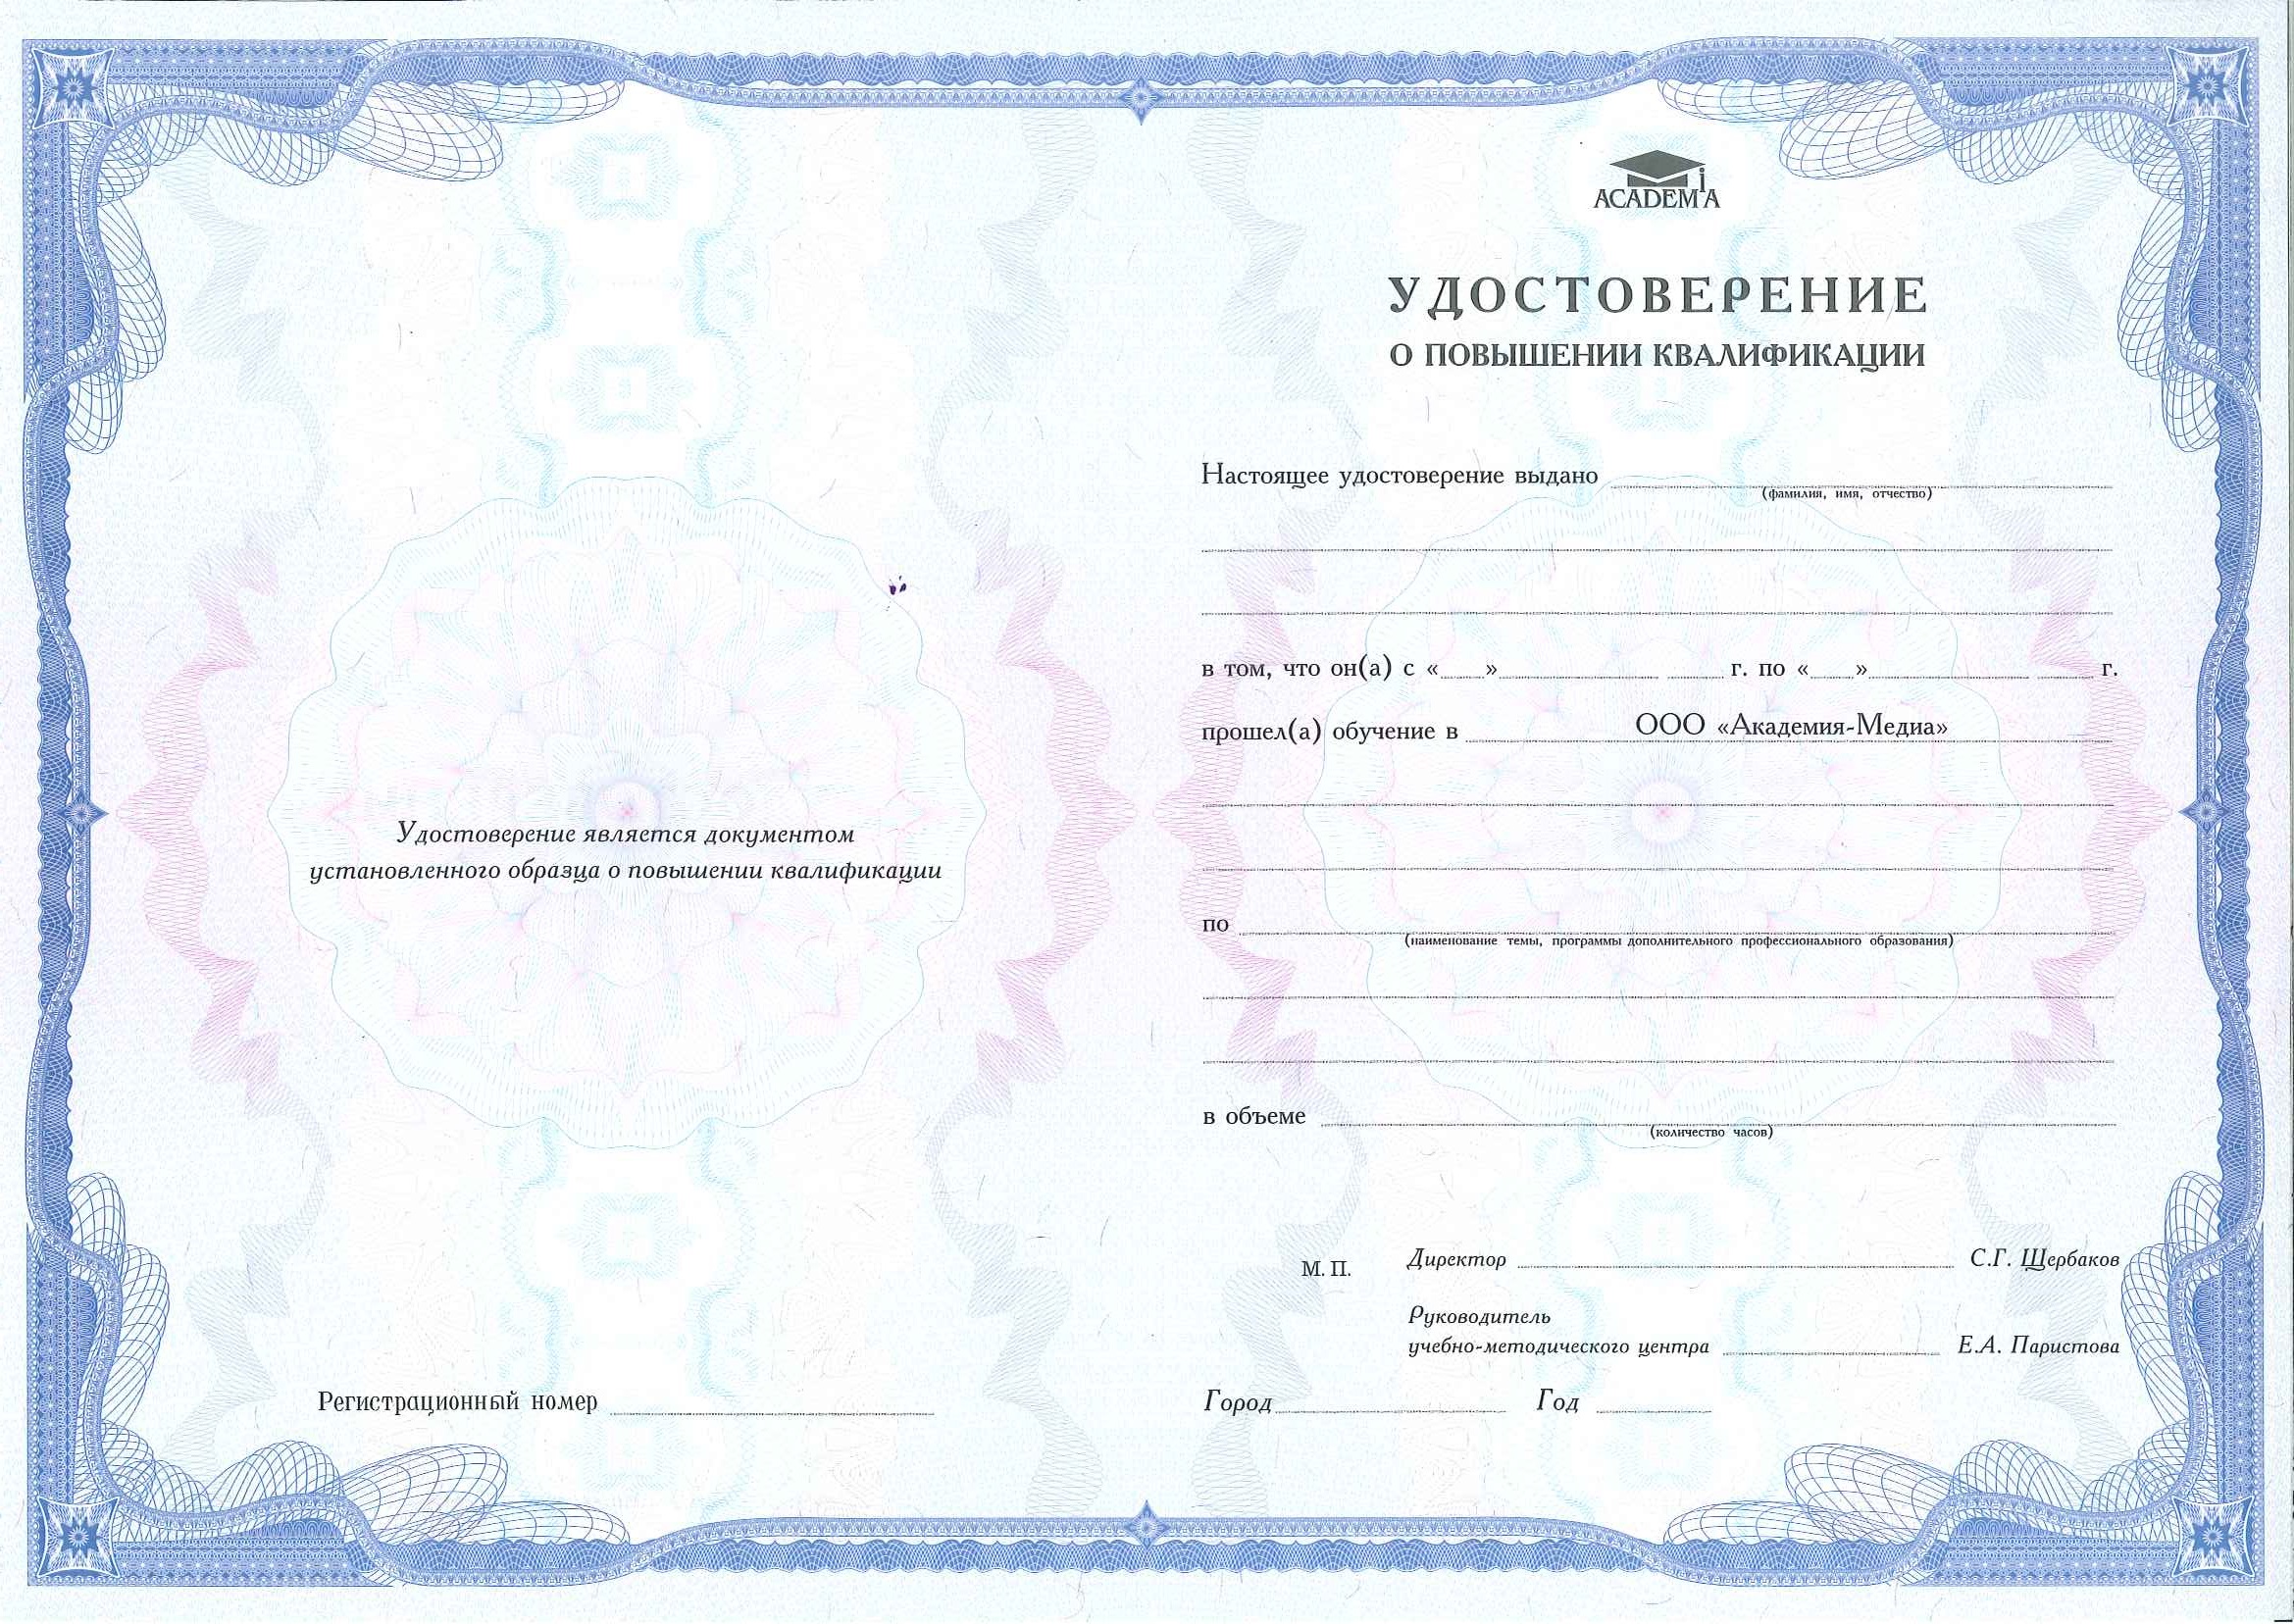 Удостоверение является документом
установленного образца о повышении квалификации
Регистрационный номер
ACADEMiA
УДОСТОВЕРЕНИЕ
О ПОВЫШЕНИИ КВАЛИФИКАЦИИ
Настоящее удостоверение выдано
(фамилия, имя, отчество)
в том, что он(а) с «    »    г. по «    »    г.
прошел(а) обучение в ООО «Академия-Медиа»
по
(наименование темы, программы дополнительного профессионального образования)
в объеме
(количество часов)
М. П. Директор С.Г. Щербаков
Руководитель
учебно-методического центра Е.А. Паристова
Город Год